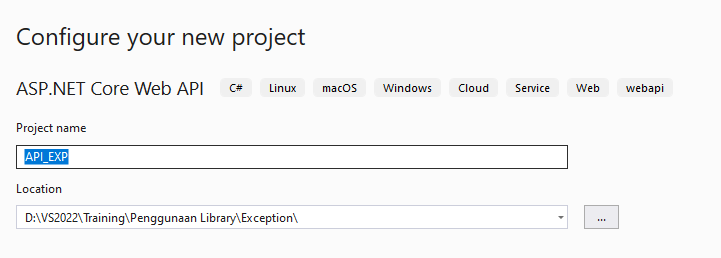 Configure your new project
ASP.NET Core Web API C# Linux macOS Windows Cloud Service Web webapi
Project name
API_EXP
Location
D:\VS2022\Training\Penggunaan Library\Exception\
...